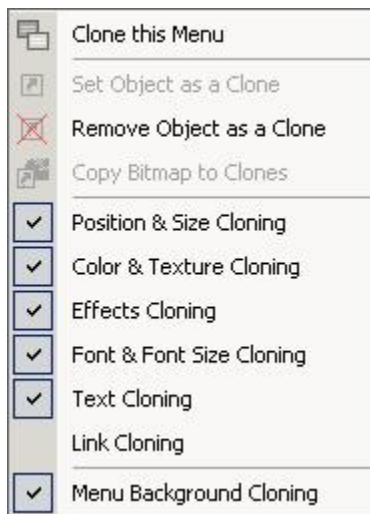 Clone this Menu
Set Object as a Clone
Remove Object as a Clone
Copy Bitmap to Clones
Position & Size Cloning
Color & Texture Cloning
Effects Cloning
Font & Font Size Cloning
Text Cloning
Link Cloning
Menu Background Cloning